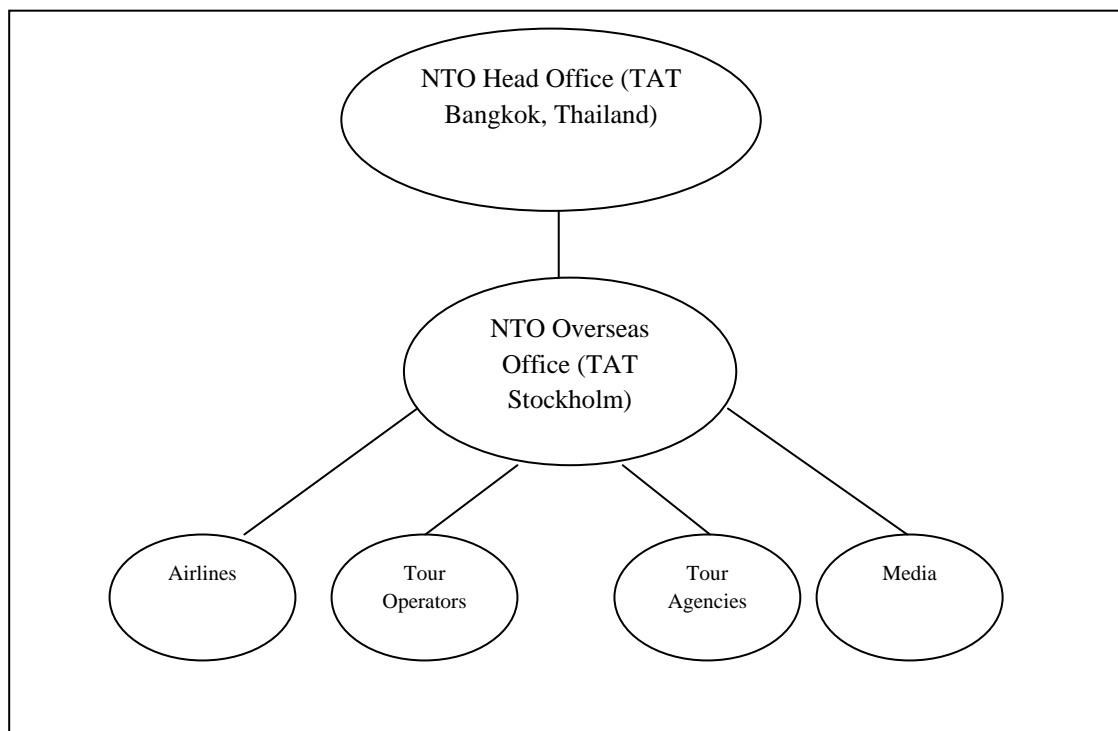 NTO Head Office (TAT
Bangkok, Thailand)
NTO Overseas
Office (TAT
Stockholm)
Airlines
Tour
Operators
Tour
Agencies
Media